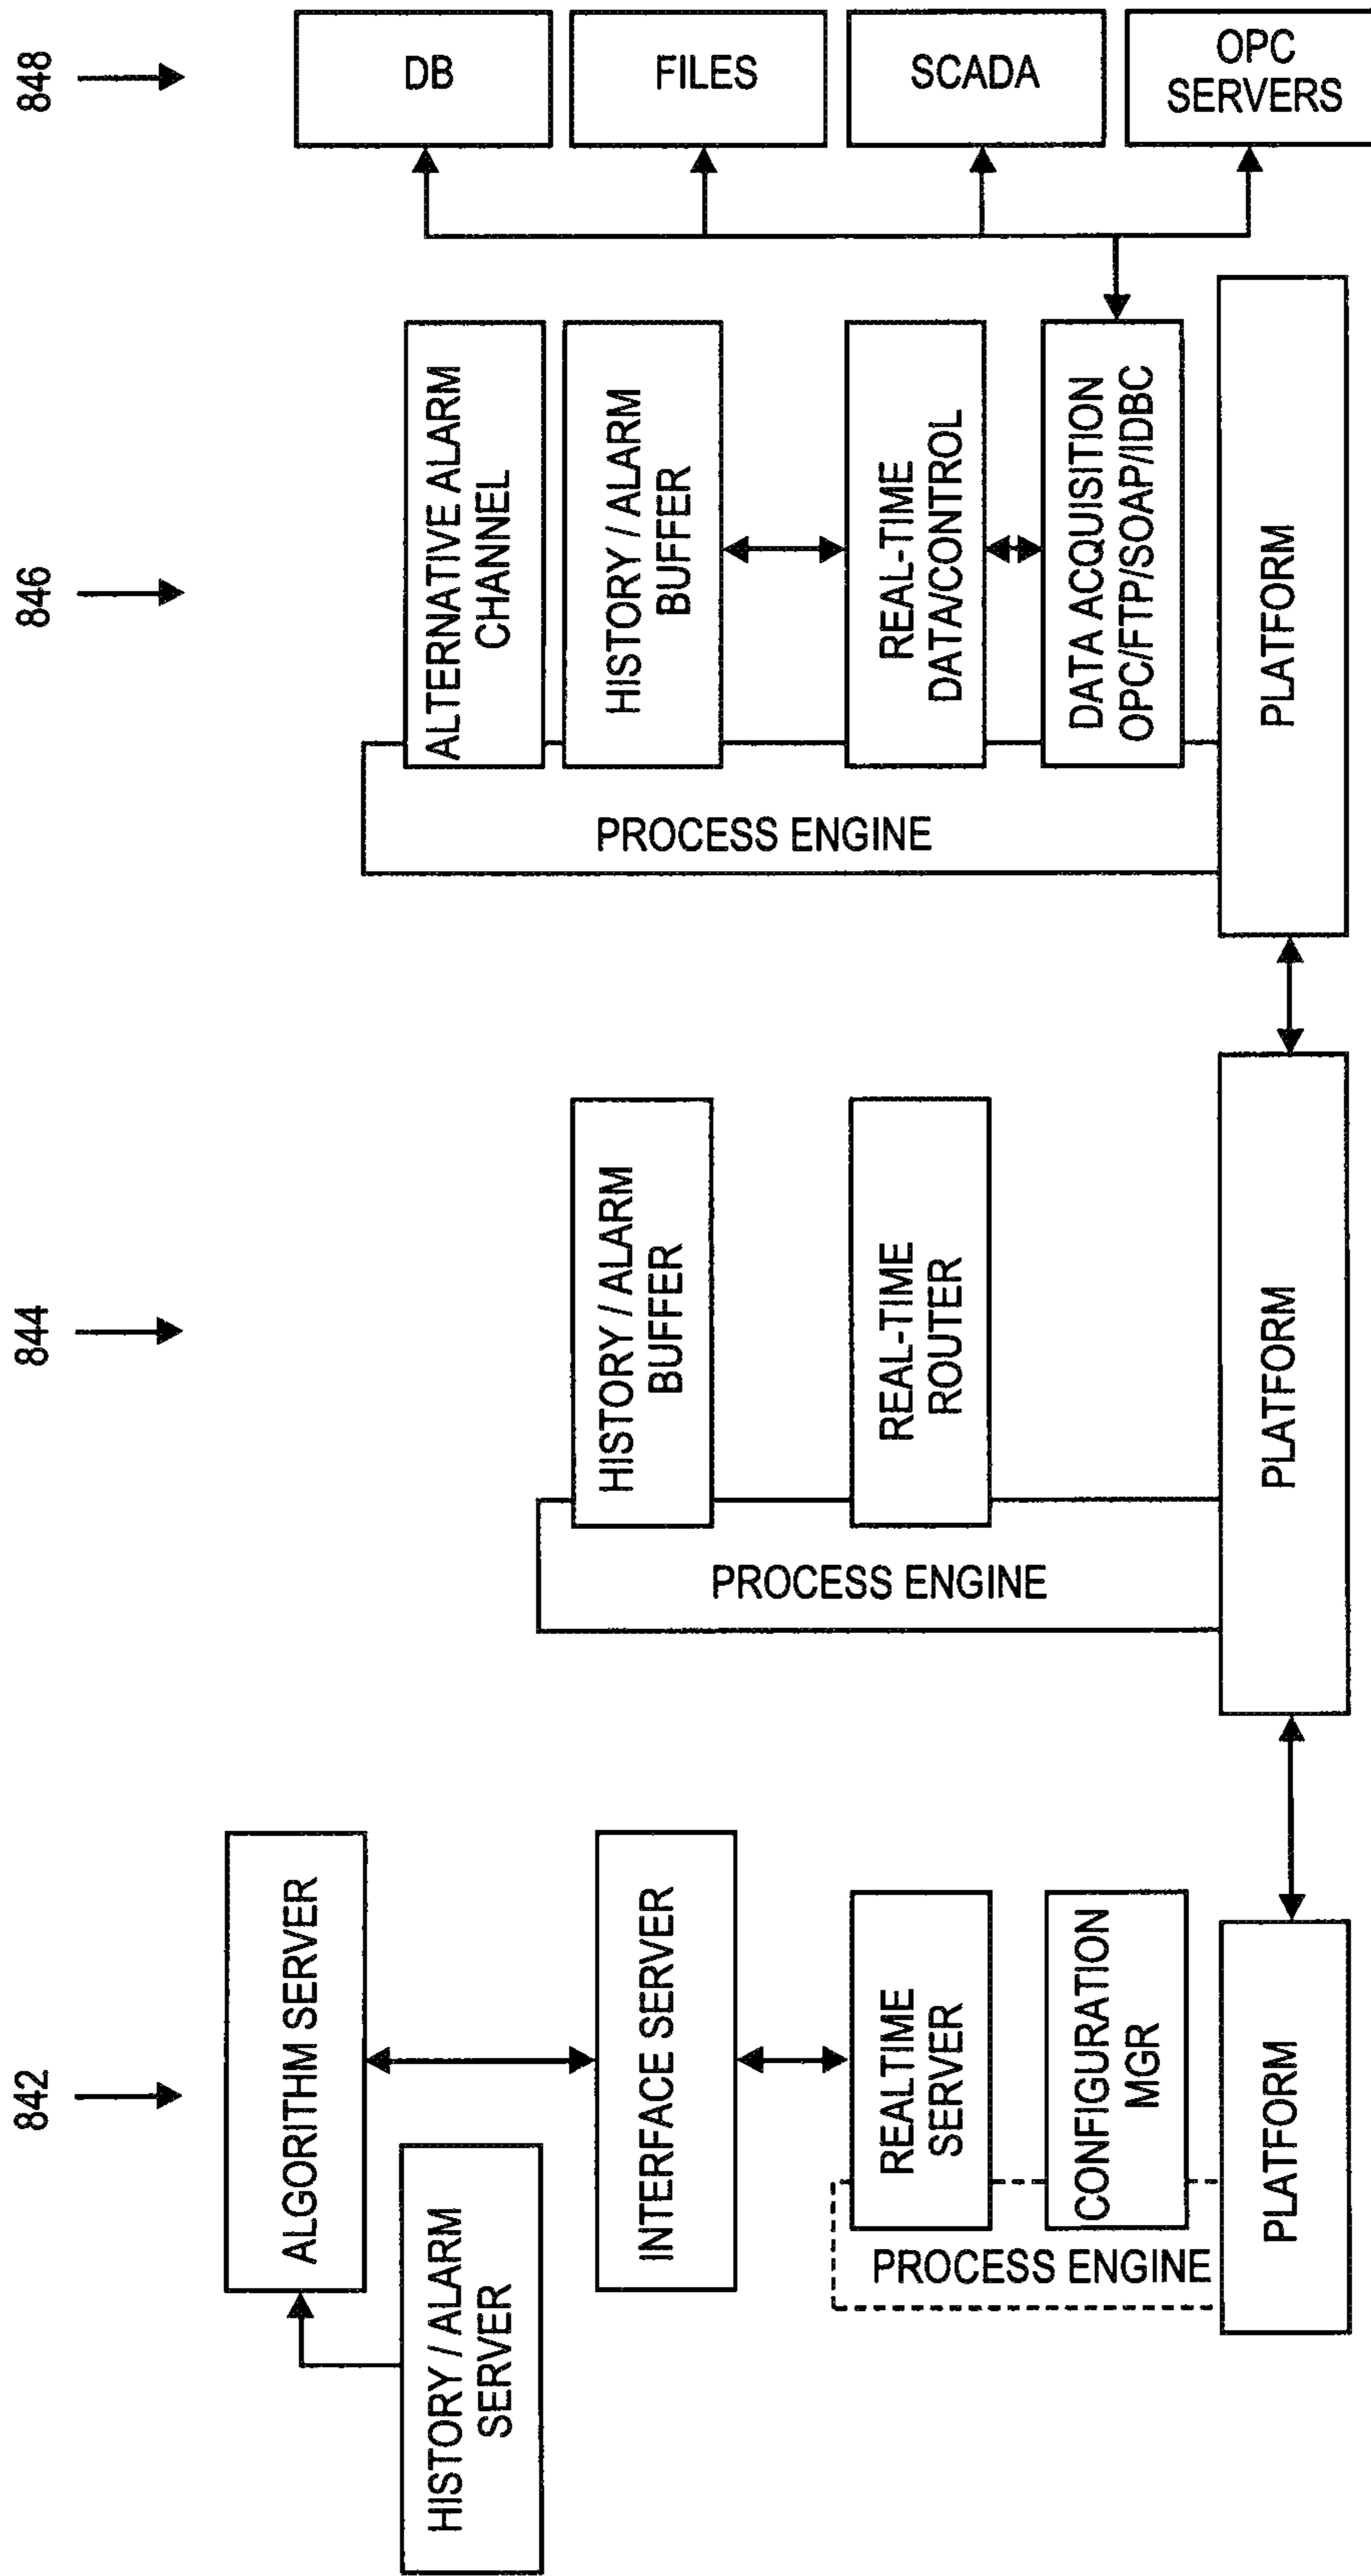 842
844
846
848
ALGORITHM SERVER
HISTORY / ALARM
SERVER
INTERFACE SERVER
REALTIME
SERVER
CONFIGURATION
MGR
PROCESS ENGINE
PLATFORM
HISTORY / ALARM
BUFFER
REAL-TIME
ROUTER
PROCESS ENGINE
PLATFORM
ALTERNATIVE ALARM
CHANNEL
HISTORY / ALARM
BUFFER
REAL-TIME
DATA/CONTROL
DATA ACQUISITION
OPC/FTP/SOAP/IDBC
PROCESS ENGINE
PLATFORM
DB
FILES
SCADA
OPC
SERVERS